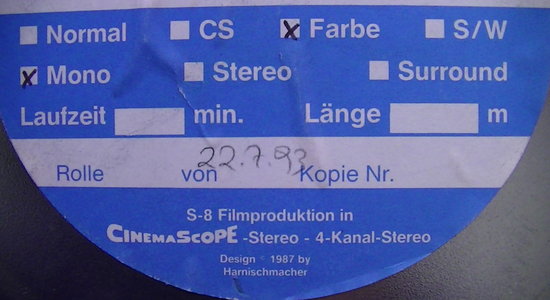 Normal CS Farbe S/W
Mono Stereo Surround
Laufzeit min. Länge m
Rolle von 22.7.93 Kopie Nr.
S-8 Filmproduktion in
CINEMASCOPE -Stereo - 4-Kanal-Stereo
Design © 1987 by
Harnischmacher